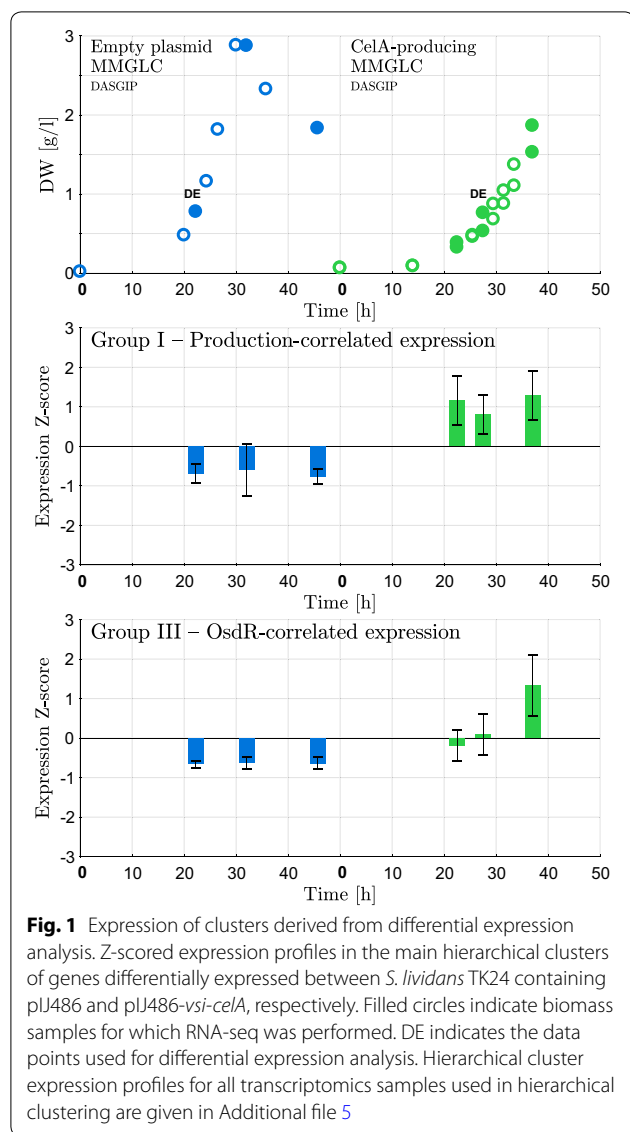 3
2
1
0
DW [g/l]
Empty plasmid
MMGLC
DASGIP
CelA-producing
MMGLC
DASGIP
DE
DE
0 10 20 30 40 0 10 20 30 40 50
Time [h] Time [h]
Group I – Production-correlated expression
3
2
1
0
-1
-2
-3
Expression Z-score
0 10 20 30 40 0 10 20 30 40 50
Time [h] Time [h]
Group III – OsdR-correlated expression
3
2
1
0
-1
-2
-3
Expression Z-score
0 10 20 30 40 0 10 20 30 40 50
Time [h] Time [h]
Fig. 1 Expression of clusters derived from differential expression
analysis. Z-scored expression profiles in the main hierarchical clusters
of genes differentially expressed between S. lividans TK24 containing
pIJ486 and pIJ486-vsi-celA, respectively. Filled circles indicate biomass
samples for which RNA-seq was performed. DE indicates the data
points used for differential expression analysis. Hierarchical cluster
expression profiles for all transcriptomics samples used in hierarchical
clustering are given in Additional file 5